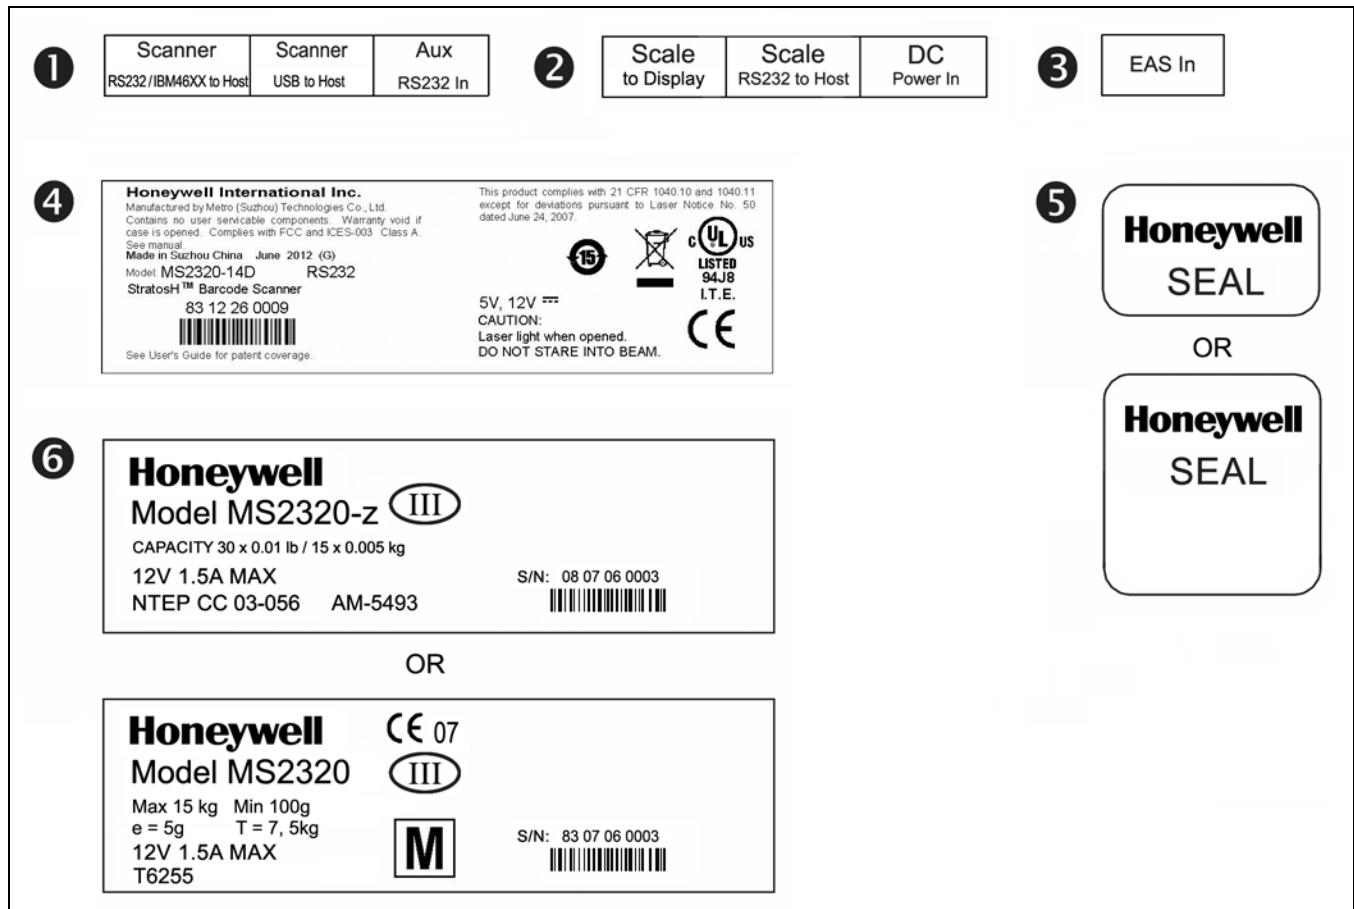 1
Scanner
RS232/IBM46XX to Host
Scanner
USB to Host
Aux
RS232 In
2
Scale
to Display
Scale
RS232 to Host
DC
Power In
3
EAS In
4
Honeywell International Inc.
Manufactured by Metro (Suzhou) Technologies Co., Ltd.
Contains no user servicable components. Warranty void if
case is opened. Complies with FCC and ICES-003 Class A.
See manual.
Made in Suzhou China June 2012 (G)
Model: MS2320-14D RS232
StratosH™ Barcode Scanner
83 12 26 0009
See User's Guide for patent coverage.
This product complies with 21 CFR 1040.10 and 1040.11
except for deviations pursuant to Laser Notice No. 50
dated June 24, 2007.
15
C UL US
LISTED
94J8
I.T.E.
5V, 12V
CAUTION:
Laser light when opened.
DO NOT STARE INTO BEAM.
CE
5
Honeywell
SEAL
OR
Honeywell
SEAL
6
Honeywell
Model MS2320-z III
CAPACITY 30 x 0.01 lb / 15 x 0.005 kg
12V 1.5A MAX
NTEP CC 03-056 AM-5493
S/N: 08 07 06 0003
OR
Honeywell CE 07
Model MS2320 III
Max 15 kg Min 100g
e = 5g T = 7, 5kg
12V 1.5A MAX
T6255
M
S/N: 83 07 06 0003